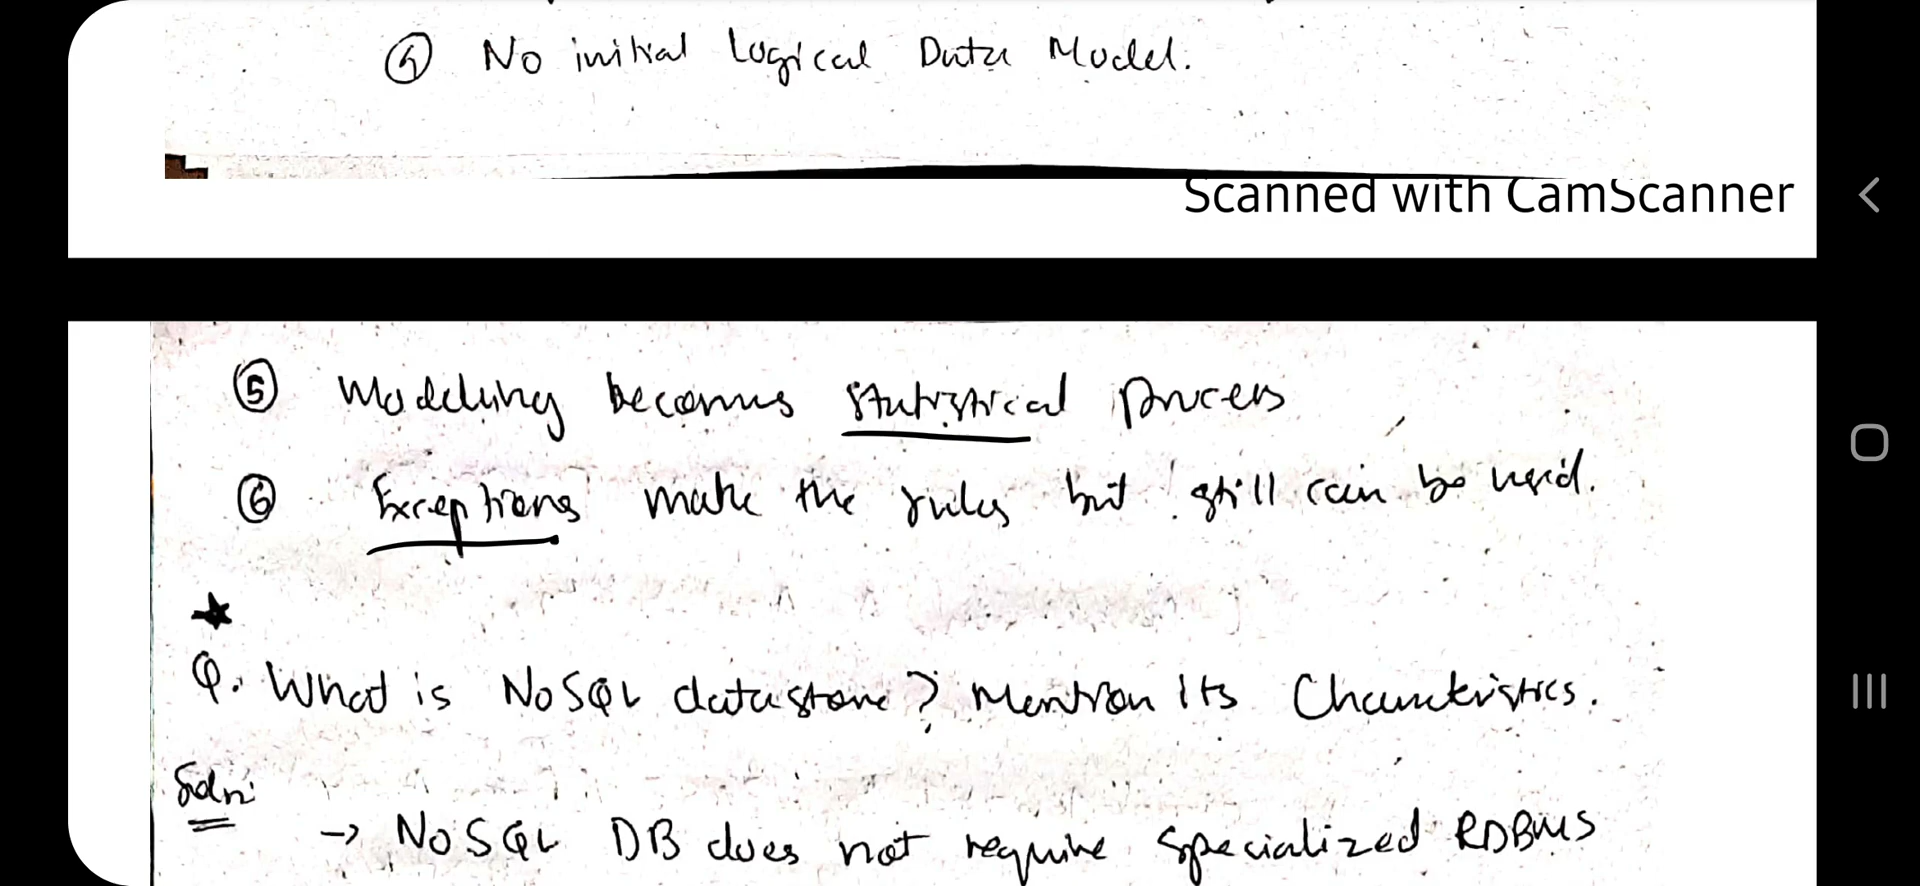 ④ No initial Logical Data Model.
Scanned with CamScanner
⑤ Modelling becomes statistical process
⑥ Exceptions make the rules but still can be used.
★
Q. What is NoSQL datastore? Mention Its Characteristics.
Soln:
→ NoSQL DB does not require specialized RDBMS